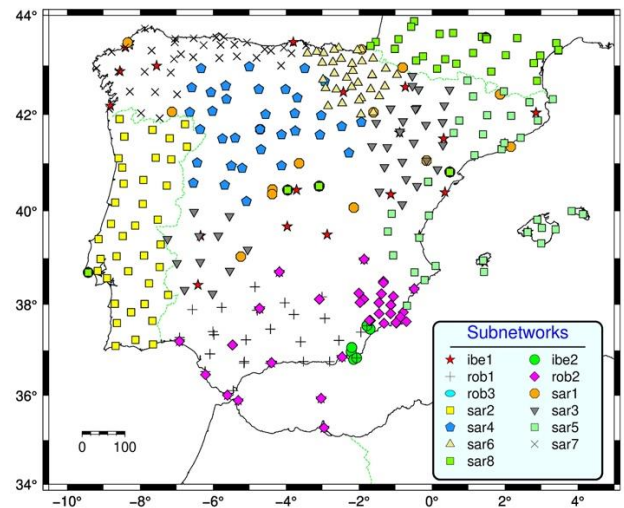 44°
42°
40°
38°
36°
34°
−10° −8° −6° −4° −2° 0° 2° 4°
0 100
Subnetworks
ibe1 ibe2
rob1 rob2
rob3 sar1
sar2 sar3
sar4 sar5
sar6 sar7
sar8